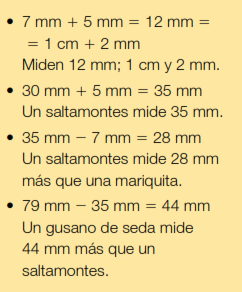 • 7 mm + 5 mm = 12 mm =
= 1 cm + 2 mm
Miden 12 mm; 1 cm y 2 mm.
• 30 mm + 5 mm = 35 mm
Un saltamontes mide 35 mm.
• 35 mm − 7 mm = 28 mm
Un saltamontes mide 28 mm
más que una mariquita.
• 79 mm − 35 mm = 44 mm
Un gusano de seda mide
44 mm más que un
saltamontes.